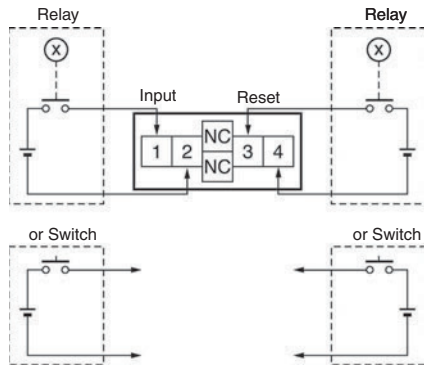 Relay Relay
X X
Input Reset
NC
1 2 3 4
NC
or Switch or Switch